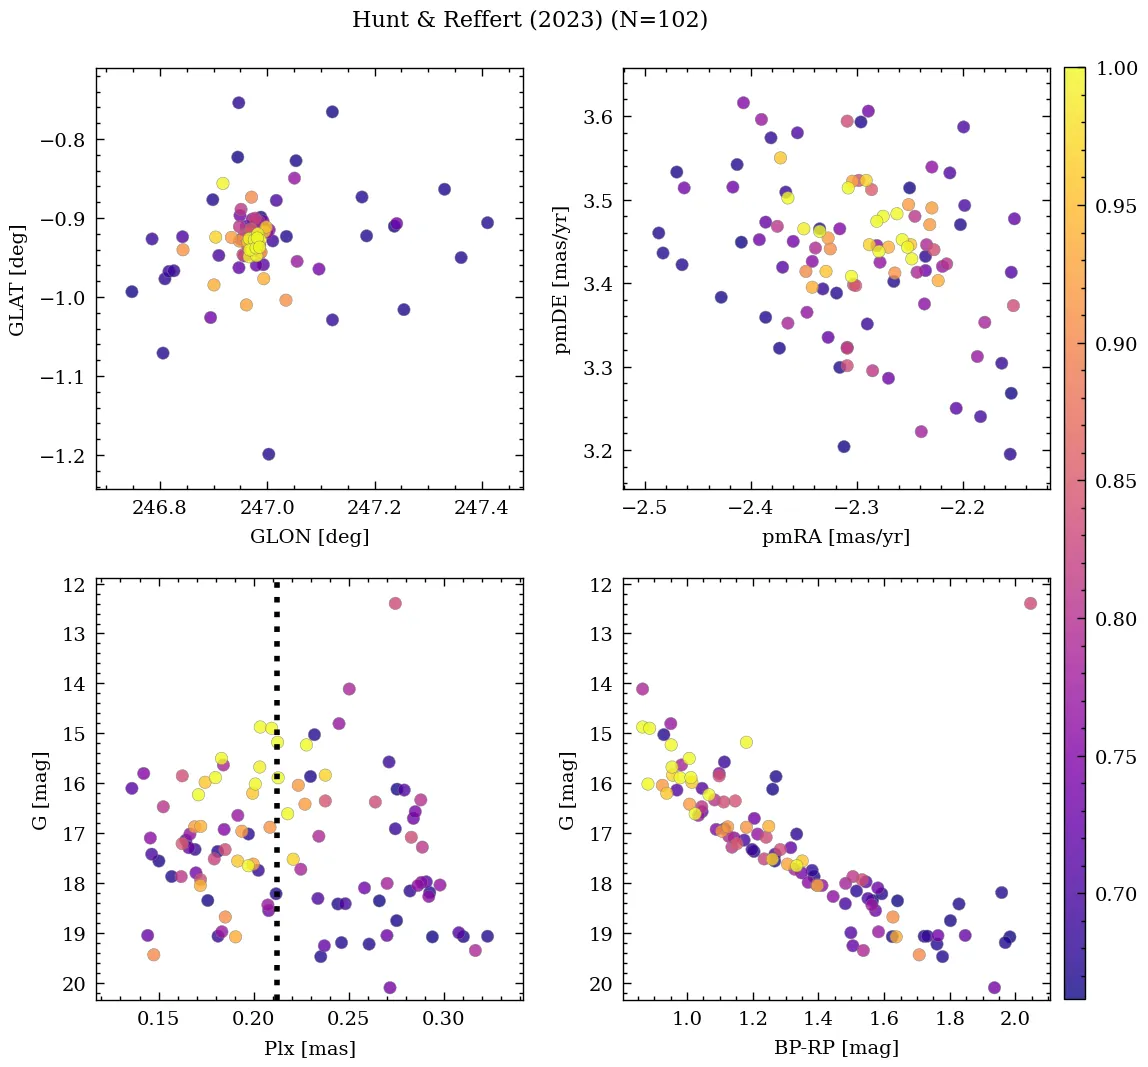 Hunt & Reffert (2023) (N=102)
−0.8
−0.9
−1.0
−1.1
−1.2
GLAT [deg]
246.8 247.0 247.2 247.4
GLON [deg]
3.6
3.5
3.4
3.3
3.2
pmDE [mas/yr]
−2.5 −2.4 −2.3 −2.2
pmRA [mas/yr]
12
13
14
15
16
17
18
19
20
G [mag]
0.15 0.20 0.25 0.30
Plx [mas]
12
13
14
15
16
17
18
19
20
G [mag]
1.0 1.2 1.4 1.6 1.8 2.0
BP-RP [mag]
1.00
0.95
0.90
0.85
0.80
0.75
0.70